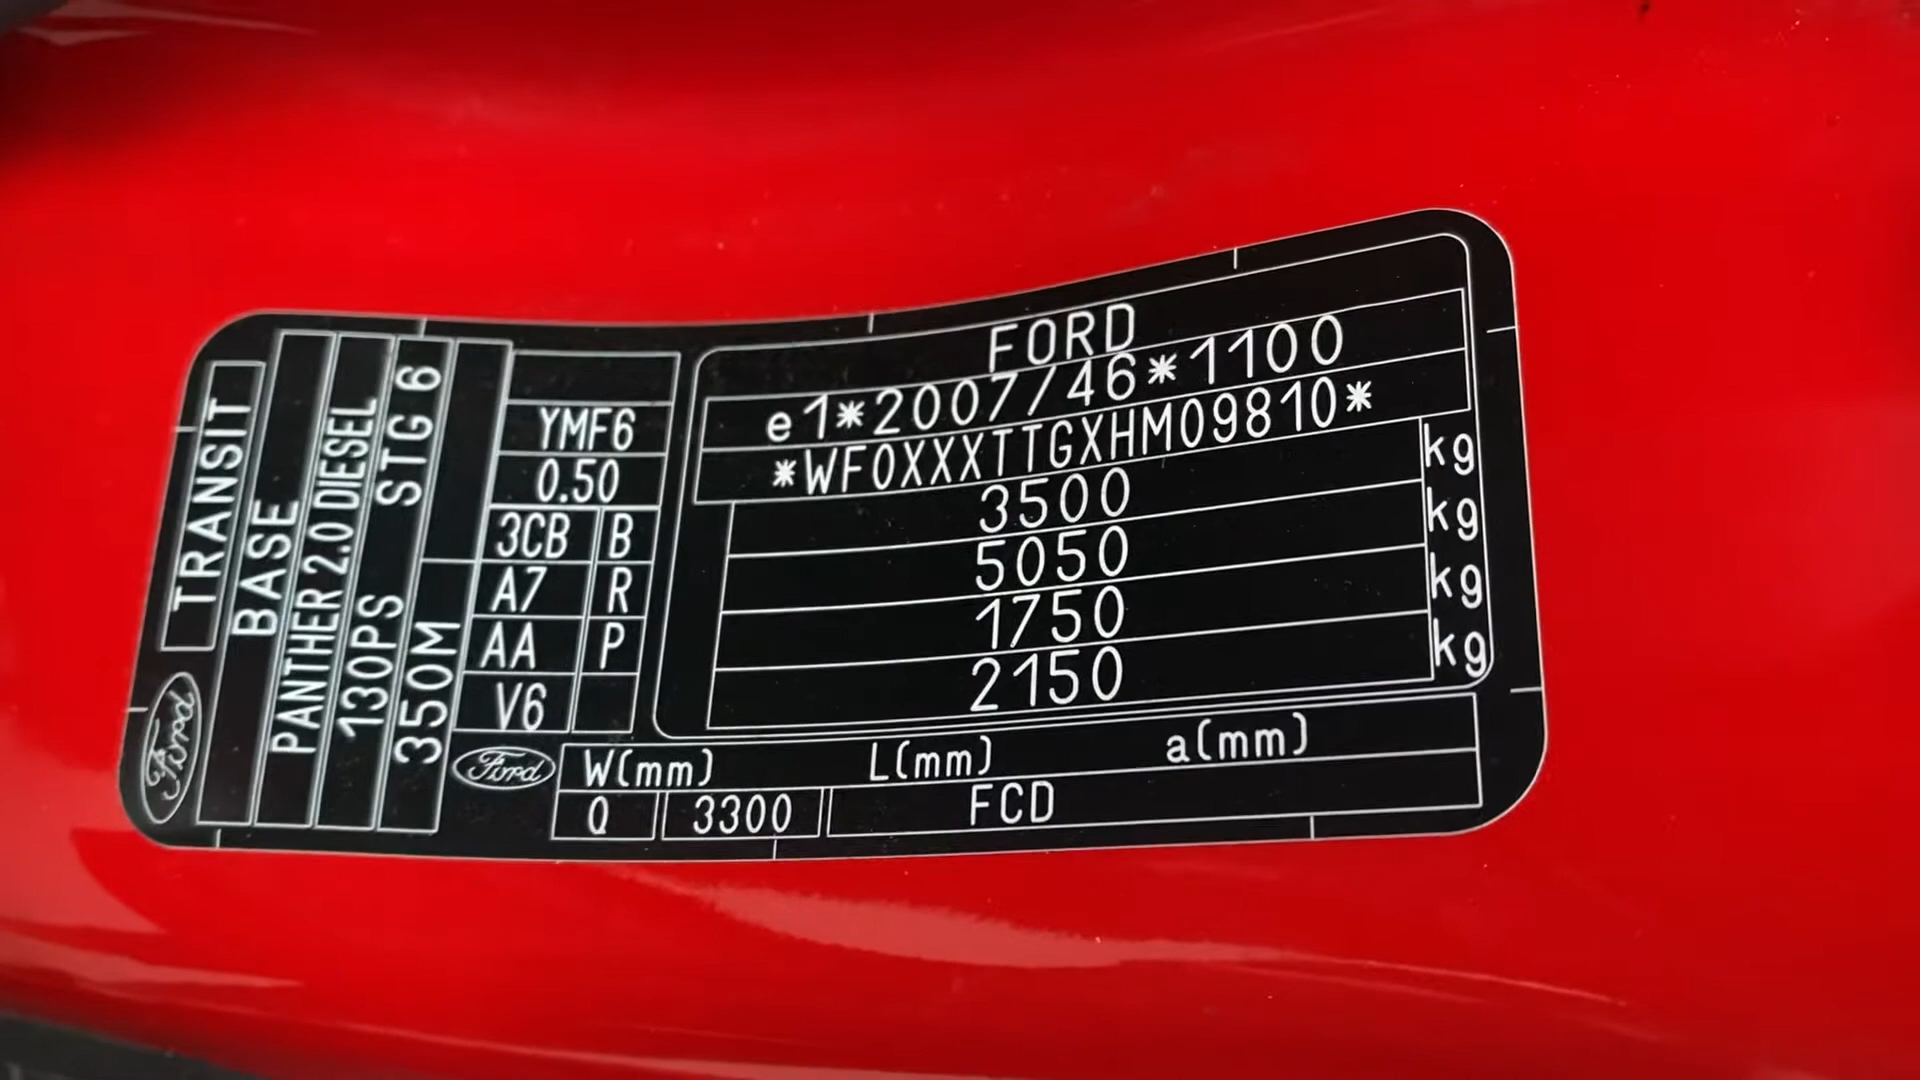 Ford
TRANSIT
BASE
PANTHER 2.0 DIESEL
130PS STG 6
350M
YMF6
0.50
3CB B
A7 R
AA P
V6
FORD
e1*2007/46*1100
*WF0XXXTTGXHM09810*
3500 kg
5050 kg
1750 kg
2150 kg
Ford
W(mm) L(mm) a(mm)
Q 3300 FCD